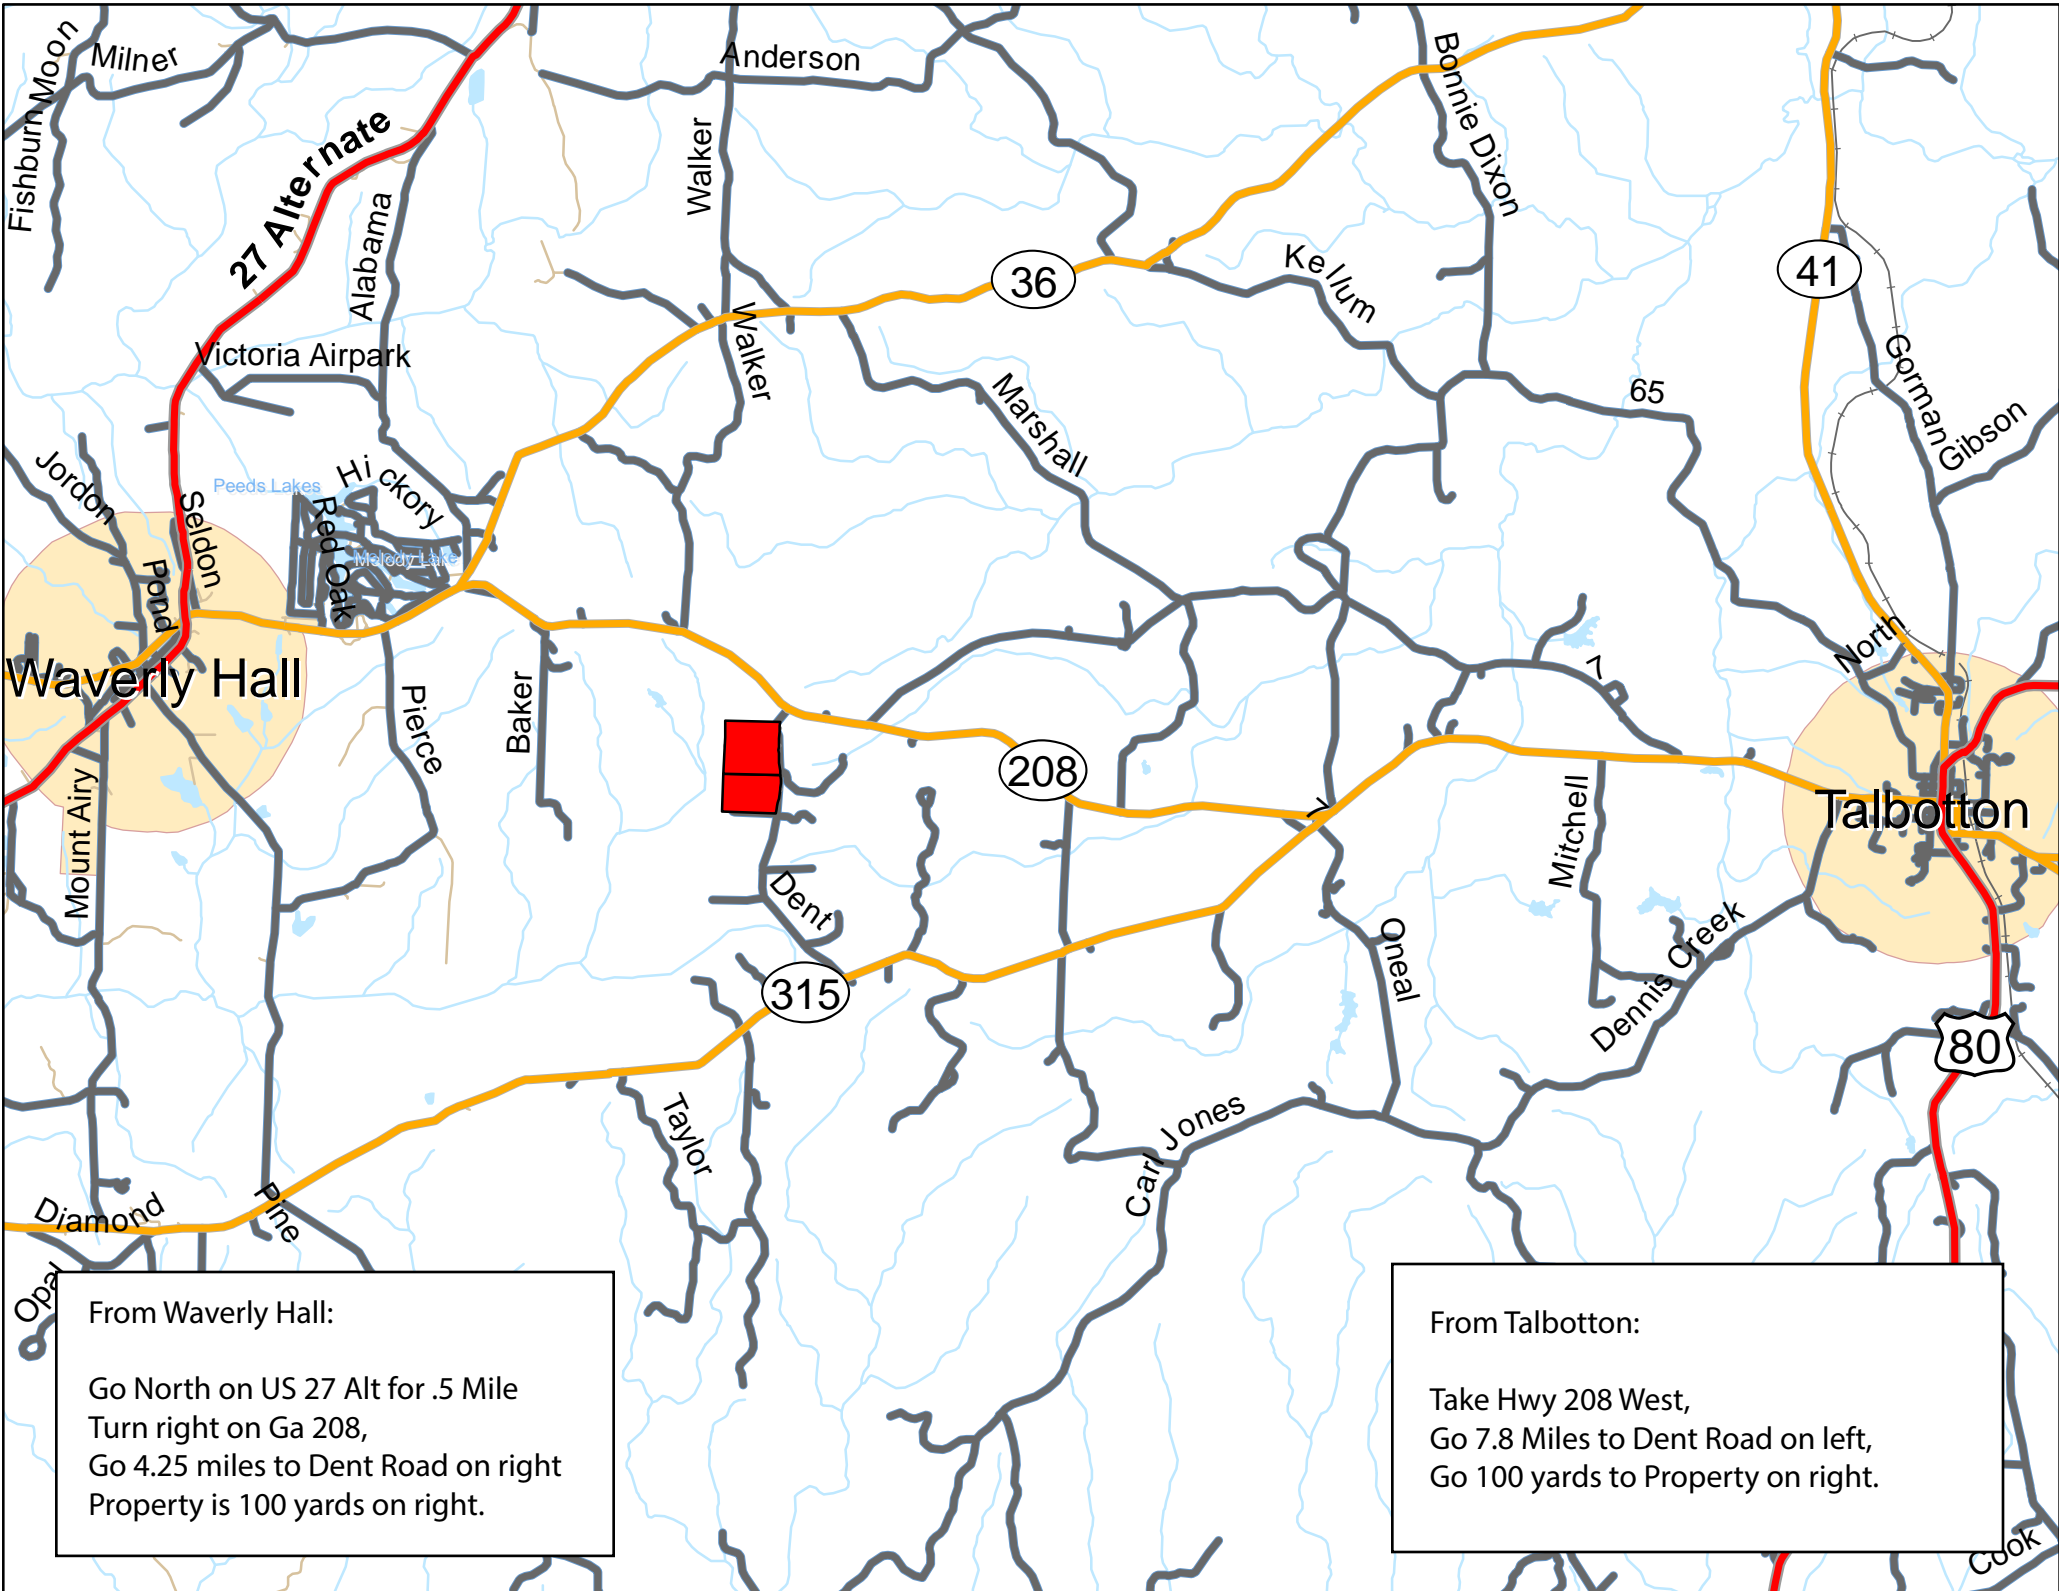 Fishburn Moon
Milner
Anderson
Bonnie Dixon
27 Alternate
Walker
Alabama
36
Kellum
41
Walker
Victoria Airpark
Marshall
65
Gorman
Gibson
Jordon
Seldon
Peeds Lakes
Hickory
Red Oak
Melody Lake
Pond
North
Waverly Hall
7
Pierce
Baker
208
7
Mount Airy
Mitchell
Talbotton
Dent
Oneal
Dennis Creek
315
80
Taylor
Carl Jones
Diamond
Pine
Opal
From Waverly Hall:
Go North on US 27 Alt for .5 Mile
Turn right on Ga 208,
Go 4.25 miles to Dent Road on right
Property is 100 yards on right.
From Talbotton:
Take Hwy 208 West,
Go 7.8 Miles to Dent Road on left,
Go 100 yards to Property on right.
Cook